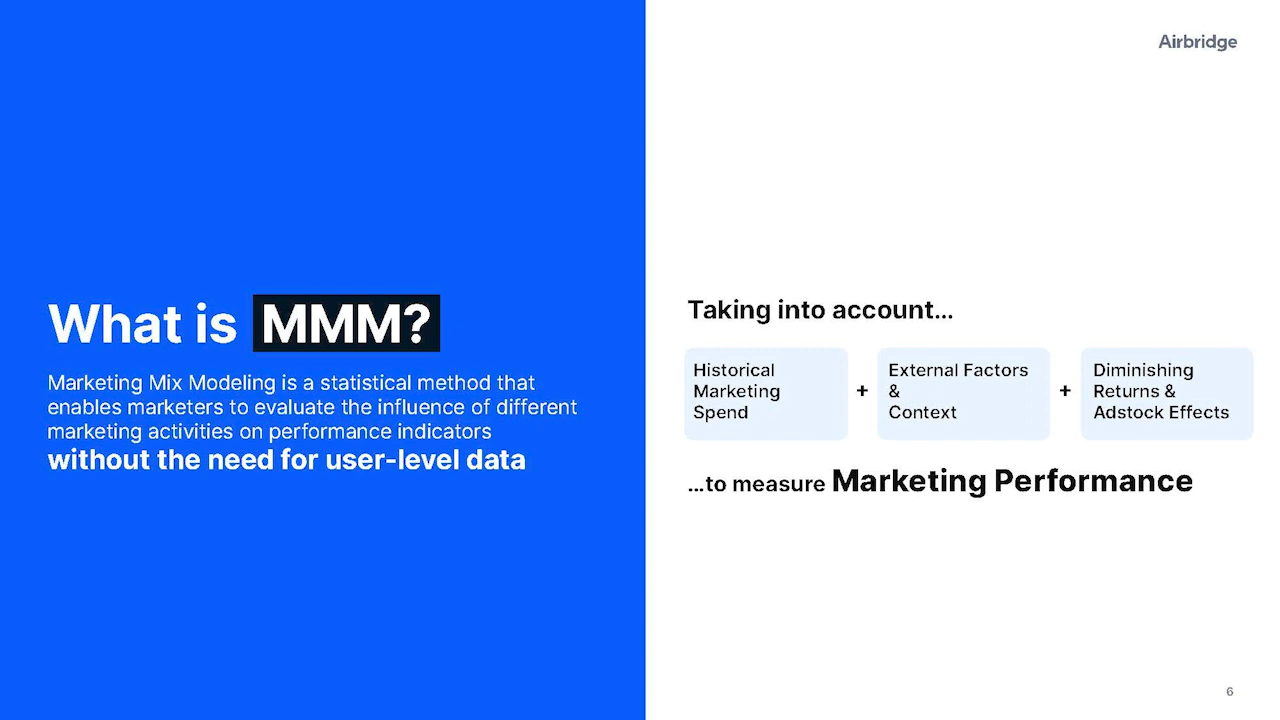 Airbridge
What is MMM?
Marketing Mix Modeling is a statistical method that
enables marketers to evaluate the influence of different
marketing activities on performance indicators
without the need for user-level data
Taking into account...
Historical
Marketing
Spend
+
External Factors
&
Context
+
Diminishing
Returns &
Adstock Effects
...to measure Marketing Performance
6